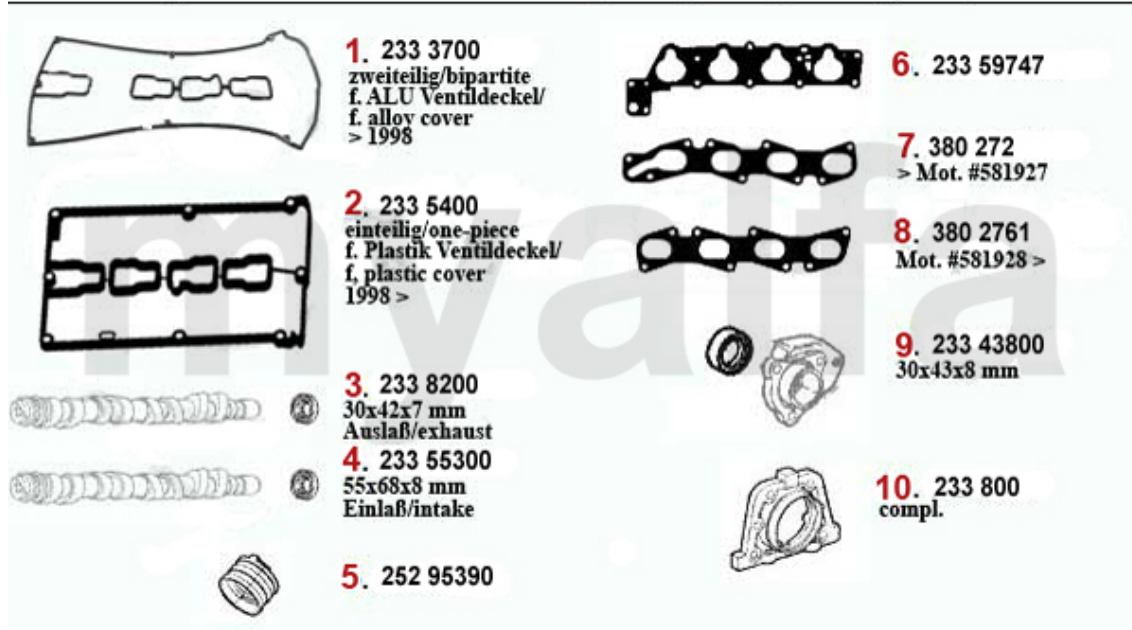 1. 233 3700
zweiteilig/bipartite
f. ALU Ventildeckel/
f. alloy cover
> 1998
2. 233 5400
einteilig/one-piece
f. Plastik Ventildeckel/
f, plastic cover
1998 >
3. 233 8200
30x42x7 mm
Auslaß/exhaust
4. 233 55300
55x68x8 mm
Einlaß/intake
5. 252 95390
6. 233 59747
7. 380 272
> Mot. #581927
8. 380 2761
Mot. #581928 >
9. 233 43800
30x43x8 mm
10. 233 800
compl.
myalfa